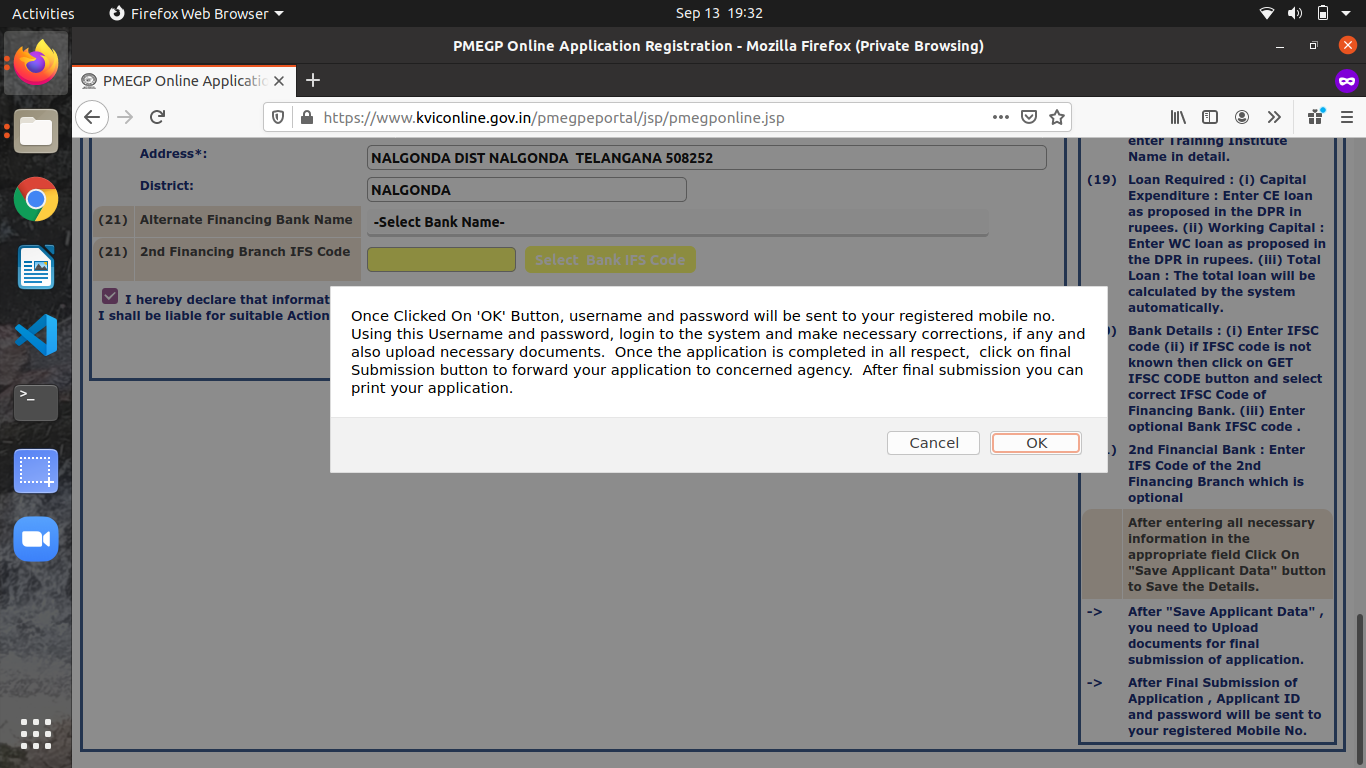 Activities
Firefox Web Browser
Sep 13 19:32
PMEGP Online Application Registration - Mozilla Firefox (Private Browsing)
PMEGP Online Applicatio
https://www.kviconline.gov.in/pmegpeportal/jsp/pmegponline.jsp
Address*:
NALGONDA DIST NALGONDA TELANGANA 508252
District:
NALGONDA
(21) Alternate Financing Bank Name
-Select Bank Name-
(21) 2nd Financing Branch IFS Code
Select Bank IFS Code
I hereby declare that informat
I shall be liable for suitable Action
Once Clicked On 'OK' Button, username and password will be sent to your registered mobile no.
Using this Username and password, login to the system and make necessary corrections, if any and
also upload necessary documents. Once the application is completed in all respect, click on final
Submission button to forward your application to concerned agency. After final submission you can
print your application.
Cancel
OK
enter Training Institute
Name in detail.
(19) Loan Required : (i) Capital
Expenditure : Enter CE loan
as proposed in the DPR in
rupees. (ii) Working Capital :
Enter WC loan as proposed in
the DPR in rupees. (iii) Total
Loan : The total loan will be
calculated by the system
automatically.
) Bank Details : (i) Enter IFSC
code (ii) if IFSC code is not
known then click on GET
IFSC CODE button and select
correct IFSC Code of
Financing Bank. (iii) Enter
optional Bank IFSC code .
.) 2nd Financial Bank : Enter
IFS Code of the 2nd
Financing Branch which is
optional
After entering all necessary
information in the
appropriate field Click On
"Save Applicant Data" button
to Save the Details.
-> After "Save Applicant Data" ,
you need to Upload
documents for final
submission of application.
-> After Final Submission of
Application , Applicant ID
and password will be sent to
your registered Mobile No.